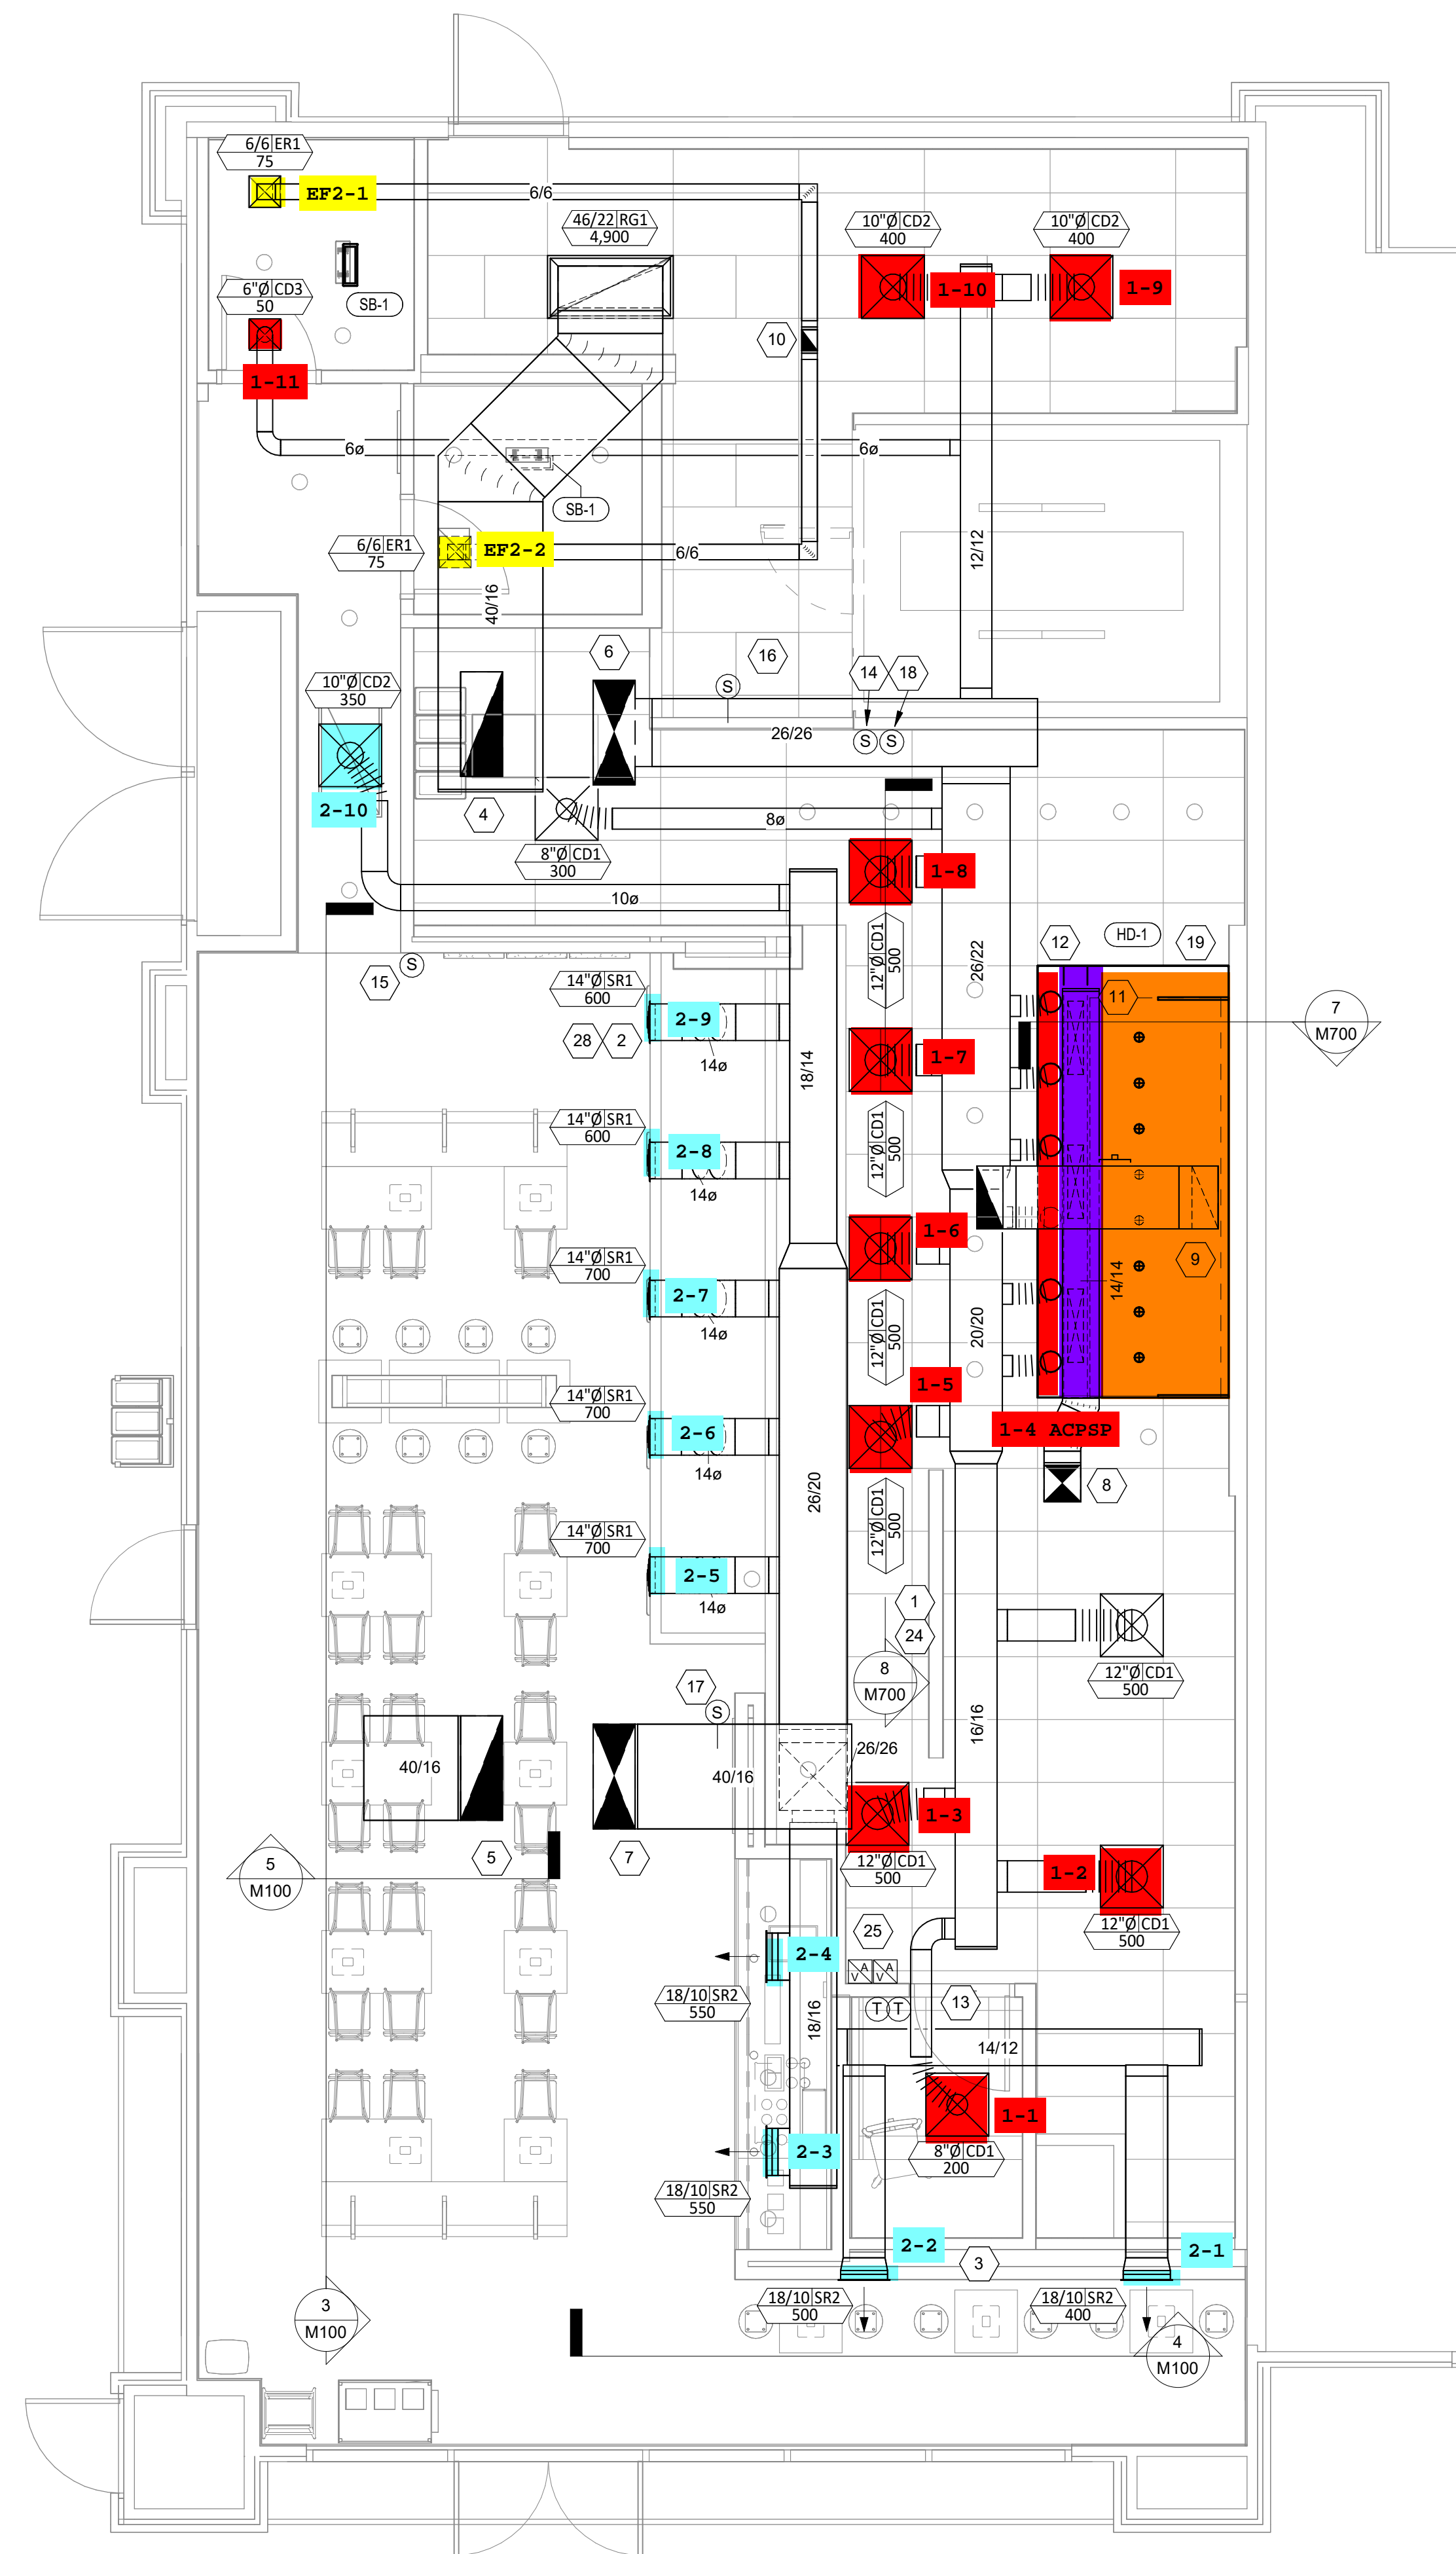 6/6 ER1
75
EF2-1
6/6
46/22 RG1
4,900
10"Ø CD2
400
10"Ø CD2
400
1-10
1-9
6"Ø CD3
50
SB-1
10
1-11
6ø
6ø
SB-1
6/6 ER1
75
EF2-2
6/6
12/12
40/16
6
16
14
18
S
10"Ø CD2
350
26/26
S
S
2-10
4
8ø
8"Ø CD1
300
1-8
10ø
12"Ø CD1
500
26/22
12
HD-1
19
15
S
14"Ø SR1
600
2-9
11
7
M700
28
2
14ø
18/14
1-7
14"Ø SR1
600
2-8
14ø
12"Ø CD1
500
1-6
14"Ø SR1
700
2-7
14ø
9
14/14
20/20
12"Ø CD1
500
1-5
14"Ø SR1
700
2-6
14ø
1-4 ACPSP
8
26/20
12"Ø CD1
500
14"Ø SR1
700
2-5
14ø
1
24
12"Ø CD1
500
17
S
8
M700
16/16
26/26
40/16
40/16
1-3
5
M100
5
7
12"Ø CD1
500
1-2
12"Ø CD1
500
25
2-4
A
V
A
V
18/10 SR2
550
T
T
13
18/16
14/12
1-1
2-3
8"Ø CD1
200
18/10 SR2
550
2-2
2-1
3
18/10 SR2
500
18/10 SR2
400
3
M100
4
M100